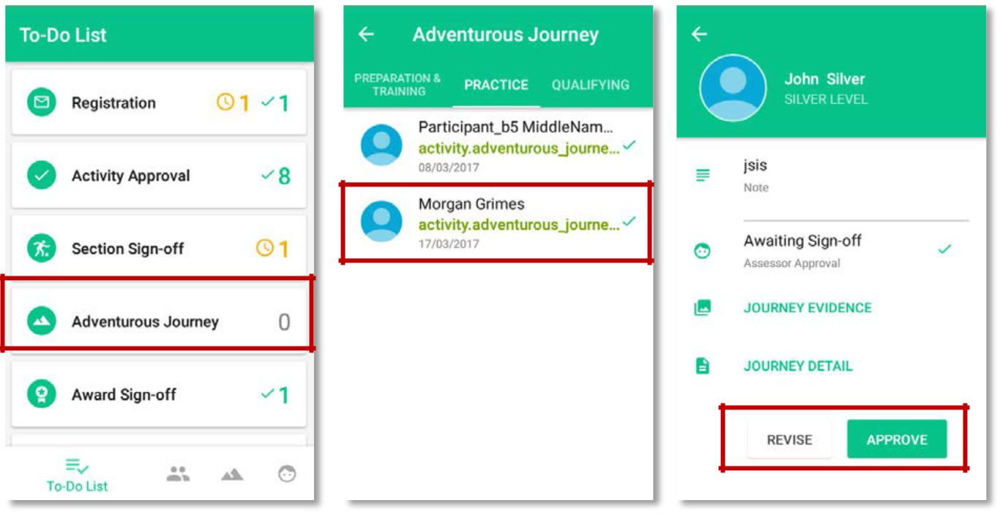 To-Do List
Registration 1 1
Activity Approval 8
Section Sign-off 1
Adventurous Journey 0
Award Sign-off 1
To-Do List
Adventurous Journey
PREPARATION &
TRAINING
PRACTICE
QUALIFYING
Participant_b5 MiddleNam...
activity.adventurous_journe...
08/03/2017
Morgan Grimes
activity.adventurous_journe...
17/03/2017
John Silver
SILVER LEVEL
jsis
Note
Awaiting Sign-off
Assessor Approval
JOURNEY EVIDENCE
JOURNEY DETAIL
REVISE APPROVE